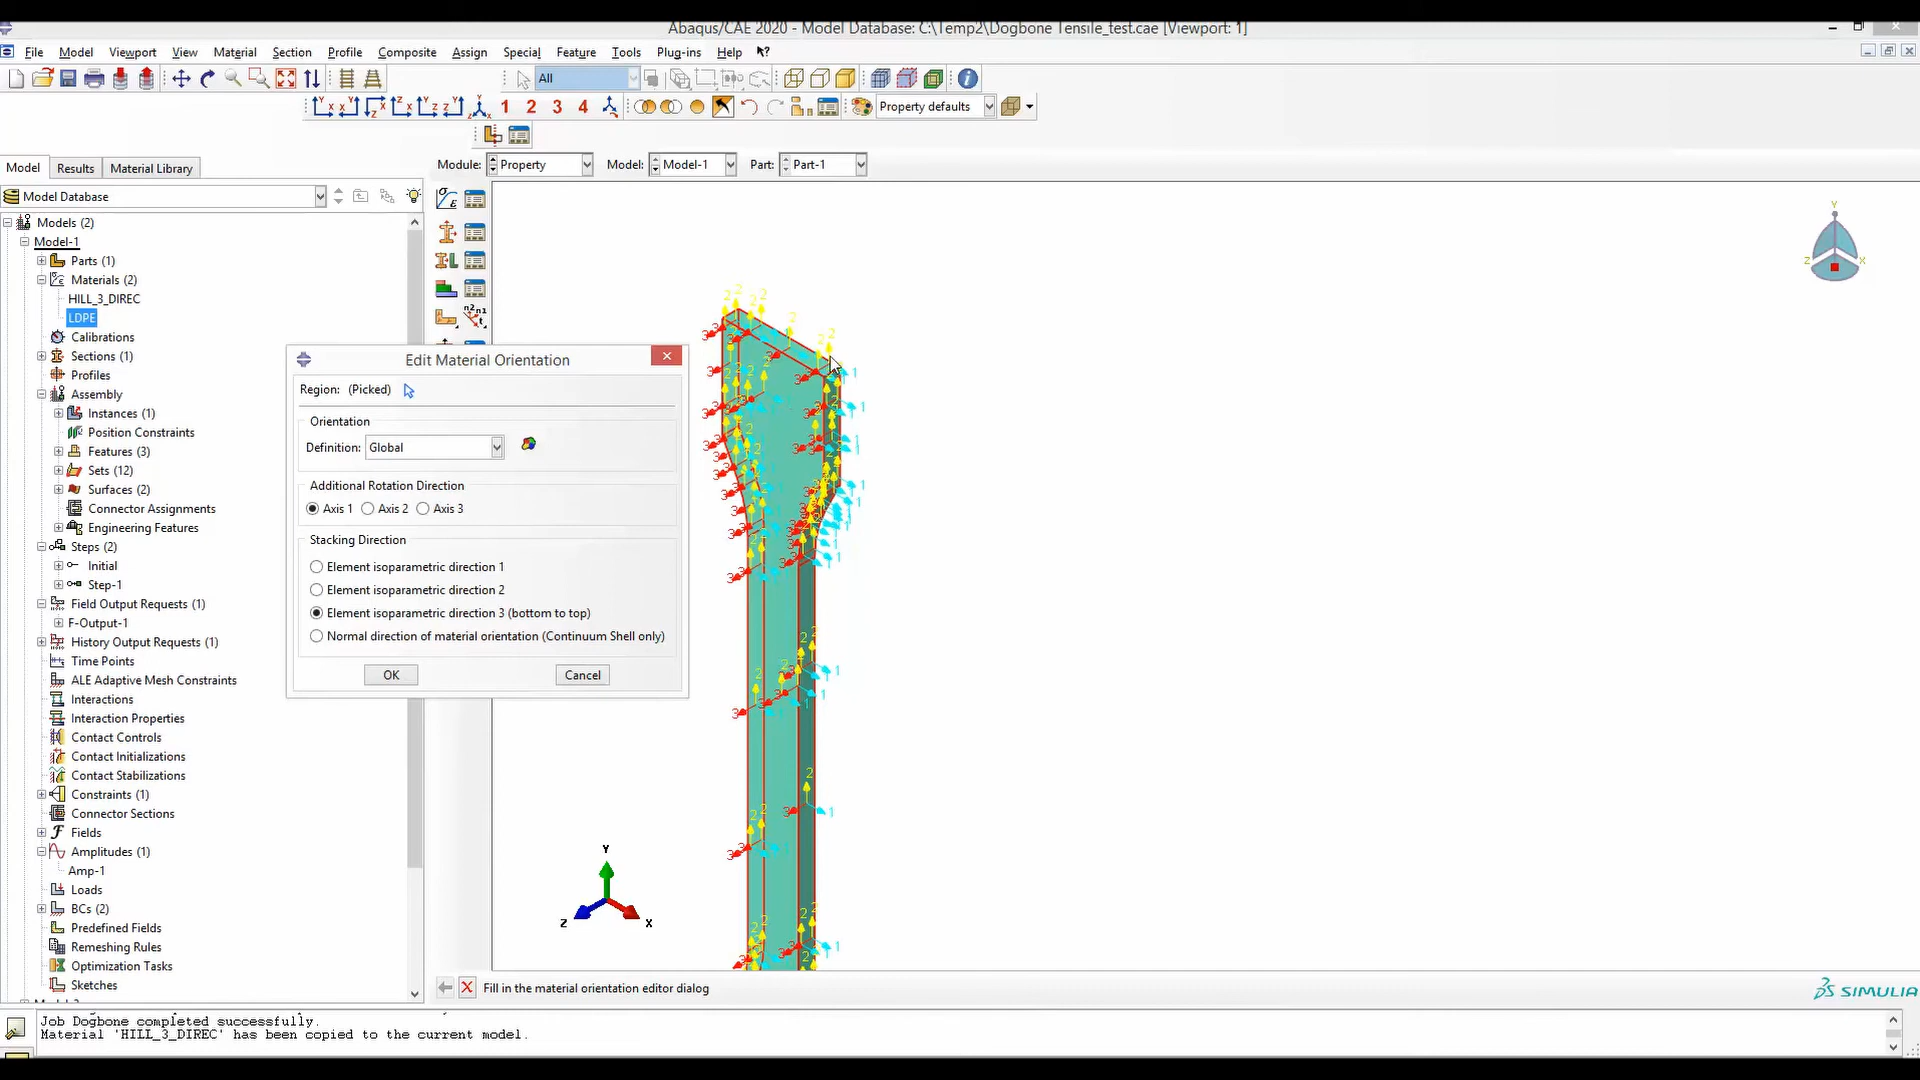 Abaqus/CAE 2020 - Model Database: C:\Temp2\Dogbone Tensile_test.cae [Viewport: 1]
File Model Viewport View Material Section Profile Composite Assign Special Feature Tools Plug-ins Help
All
1 2 3 4 Property defaults
Model Results Material Library
Module: Property Model: Model-1 Part: Part-1
Model Database
Models (2)
Model-1
Parts (1)
Materials (2)
HILL_3_DIREC
LDPE
Calibrations
Sections (1)
Profiles
Assembly
Instances (1)
Position Constraints
Features (3)
Sets (12)
Surfaces (2)
Connector Assignments
Engineering Features
Steps (2)
Initial
Step-1
Field Output Requests (1)
F-Output-1
History Output Requests (1)
Time Points
ALE Adaptive Mesh Constraints
Interactions
Interaction Properties
Contact Controls
Contact Initializations
Contact Stabilizations
Constraints (1)
Connector Sections
Fields
Amplitudes (1)
Amp-1
Loads
BCs (2)
Predefined Fields
Remeshing Rules
Optimization Tasks
Sketches
Edit Material Orientation
Region: (Picked)
Orientation
Definition: Global
Additional Rotation Direction
Axis 1 Axis 2 Axis 3
Stacking Direction
Element isoparametric direction 1
Element isoparametric direction 2
Element isoparametric direction 3 (bottom to top)
Normal direction of material orientation (Continuum Shell only)
OK Cancel
Y
Z X
Y
Z X
Fill in the material orientation editor dialog
SIMULIA
Job Dogbone completed successfully.
Material 'HILL_3_DIREC' has been copied to the current model.